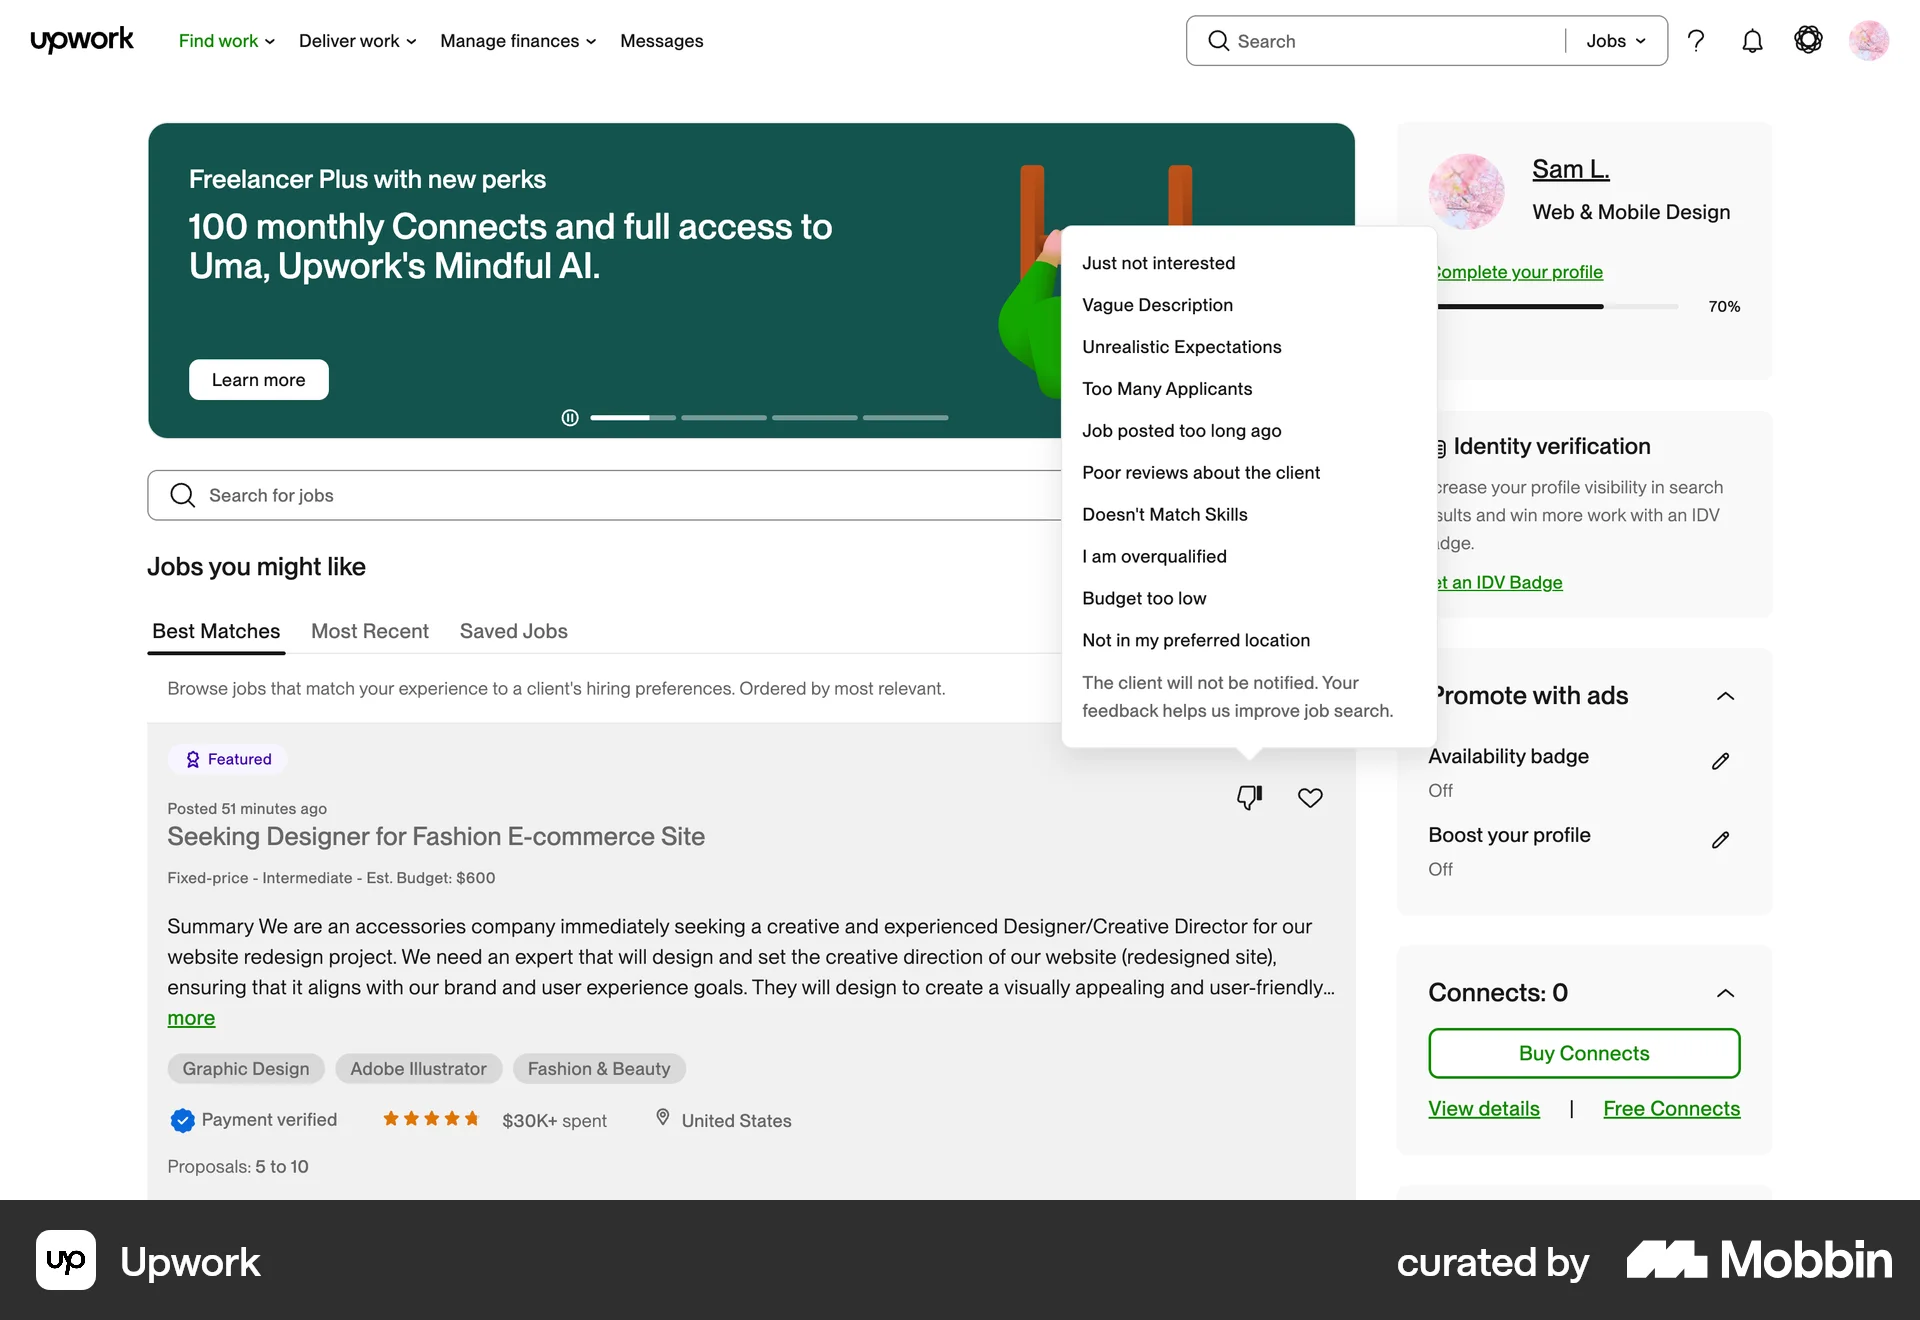 upwork
Find work
Deliver work
Manage finances
Messages
Search
Jobs
Freelancer Plus with new perks
100 monthly Connects and full access to
Uma, Upwork's Mindful AI.
Learn more
Just not interested
Vague Description
Unrealistic Expectations
Too Many Applicants
Job posted too long ago
Poor reviews about the client
Doesn't Match Skills
I am overqualified
Budget too low
Not in my preferred location
The client will not be notified. Your
feedback helps us improve job search.
Search for jobs
Jobs you might like
Best Matches
Most Recent
Saved Jobs
Browse jobs that match your experience to a client's hiring preferences. Ordered by most relevant.
Featured
Posted 51 minutes ago
Seeking Designer for Fashion E-commerce Site
Fixed-price - Intermediate - Est. Budget: $600
Summary We are an accessories company immediately seeking a creative and experienced Designer/Creative Director for our
website redesign project. We need an expert that will design and set the creative direction of our website (redesigned site),
ensuring that it aligns with our brand and user experience goals. They will design to create a visually appealing and user-friendly...
more
Graphic Design
Adobe Illustrator
Fashion & Beauty
Payment verified
$30K+ spent
United States
Proposals: 5 to 10
Sam L.
Web & Mobile Design
Complete your profile
70%
Identity verification
crease your profile visibility in search
sults and win more work with an IDV
dge.
et an IDV Badge
Promote with ads
Availability badge
Off
Boost your profile
Off
Connects: 0
Buy Connects
View details | Free Connects
up
Upwork
curated by
Mobbin